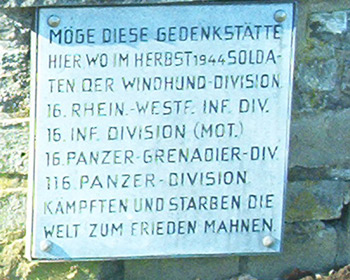 MÖGE DIESE GEDENKSTÄTTE
HIER WO IM HERBST 1944 SOLDA-
TEN DER WINDHUND-DIVISION
16. RHEIN.-WESTF. INF. DIV.
16. INF. DIVISION (MOT.)
16. PANZER-GRENADIER-DIV.
116. PANZER-DIVISION.
KÄMPFTEN UND STARBEN DIE
WELT ZUM FRIEDEN MAHNEN.